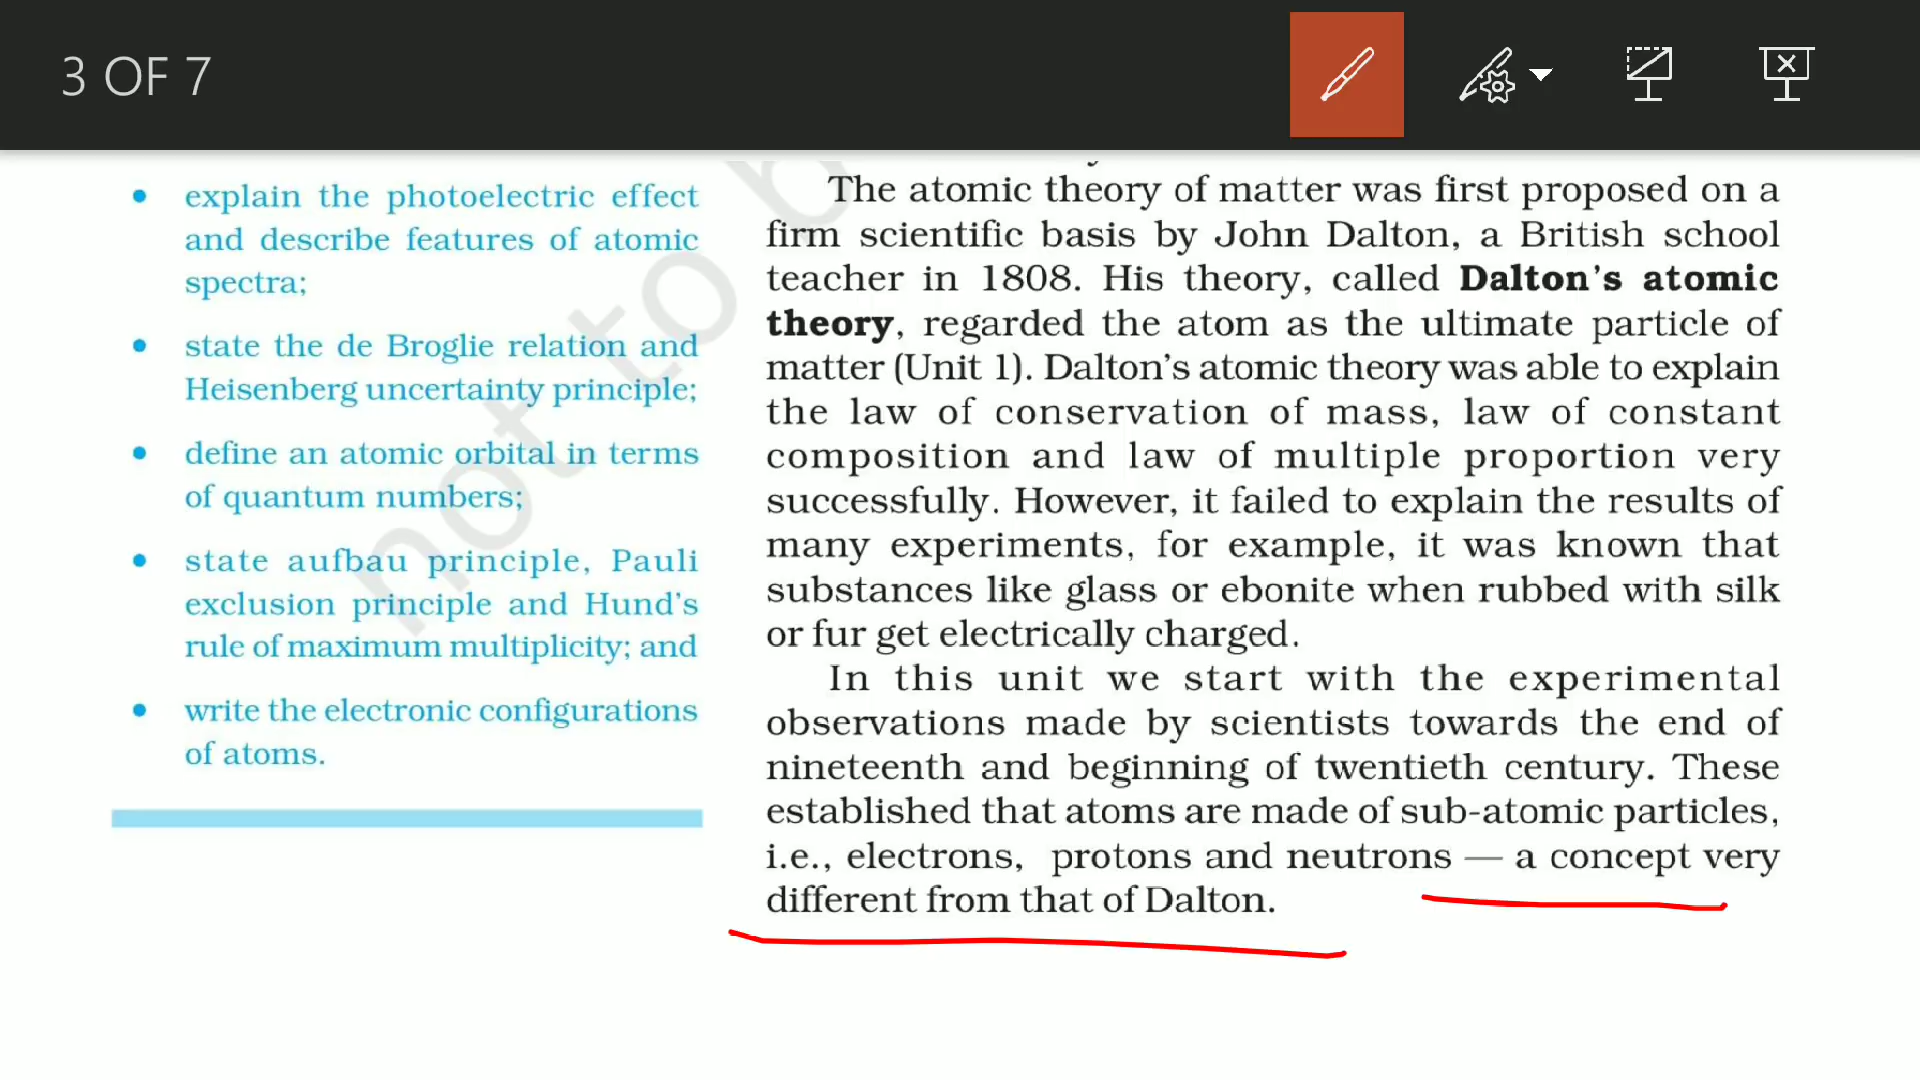 3 OF 7
explain the photoelectric effect
and describe features of atomic
spectra;
state the de Broglie relation and
Heisenberg uncertainty principle;
define an atomic orbital in terms
of quantum numbers;
state aufbau principle, Pauli
exclusion principle and Hund's
rule of maximum multiplicity; and
write the electronic configurations
of atoms.
The atomic theory of matter was first proposed on a
firm scientific basis by John Dalton, a British school
teacher in 1808. His theory, called Dalton's atomic
theory, regarded the atom as the ultimate particle of
matter (Unit 1). Dalton's atomic theory was able to explain
the law of conservation of mass, law of constant
composition and law of multiple proportion very
successfully. However, it failed to explain the results of
many experiments, for example, it was known that
substances like glass or ebonite when rubbed with silk
or fur get electrically charged.
In this unit we start with the experimental
observations made by scientists towards the end of
nineteenth and beginning of twentieth century. These
established that atoms are made of sub-atomic particles,
i.e., electrons, protons and neutrons — a concept very
different from that of Dalton.
not to b